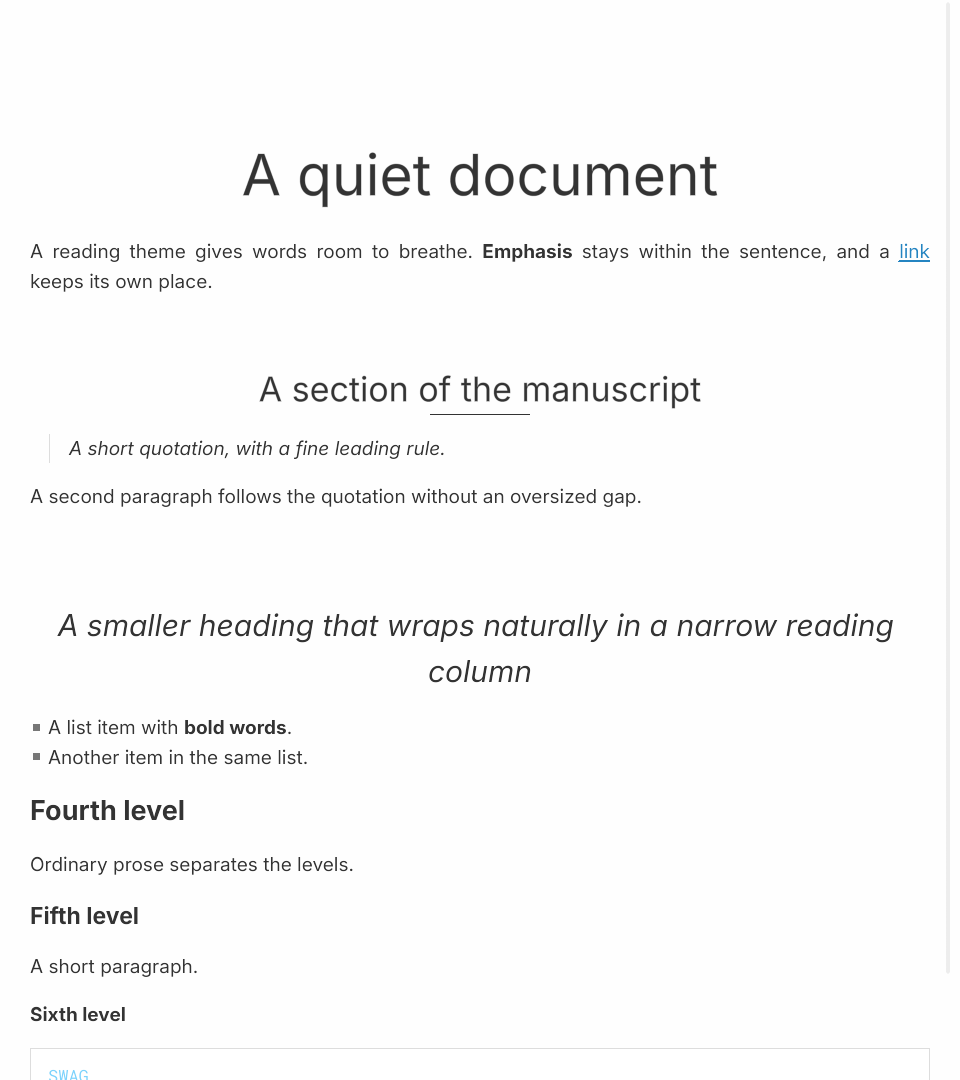 A quiet document
A reading theme gives words room to breathe. Emphasis stays within the sentence, and a link
keeps its own place.
A section of the manuscript
A short quotation, with a fine leading rule.
A second paragraph follows the quotation without an oversized gap.
A smaller heading that wraps naturally in a narrow reading
column
A list item with bold words.
Another item in the same list.
Fourth level
Ordinary prose separates the levels.
Fifth level
A short paragraph.
Sixth level
SWAG